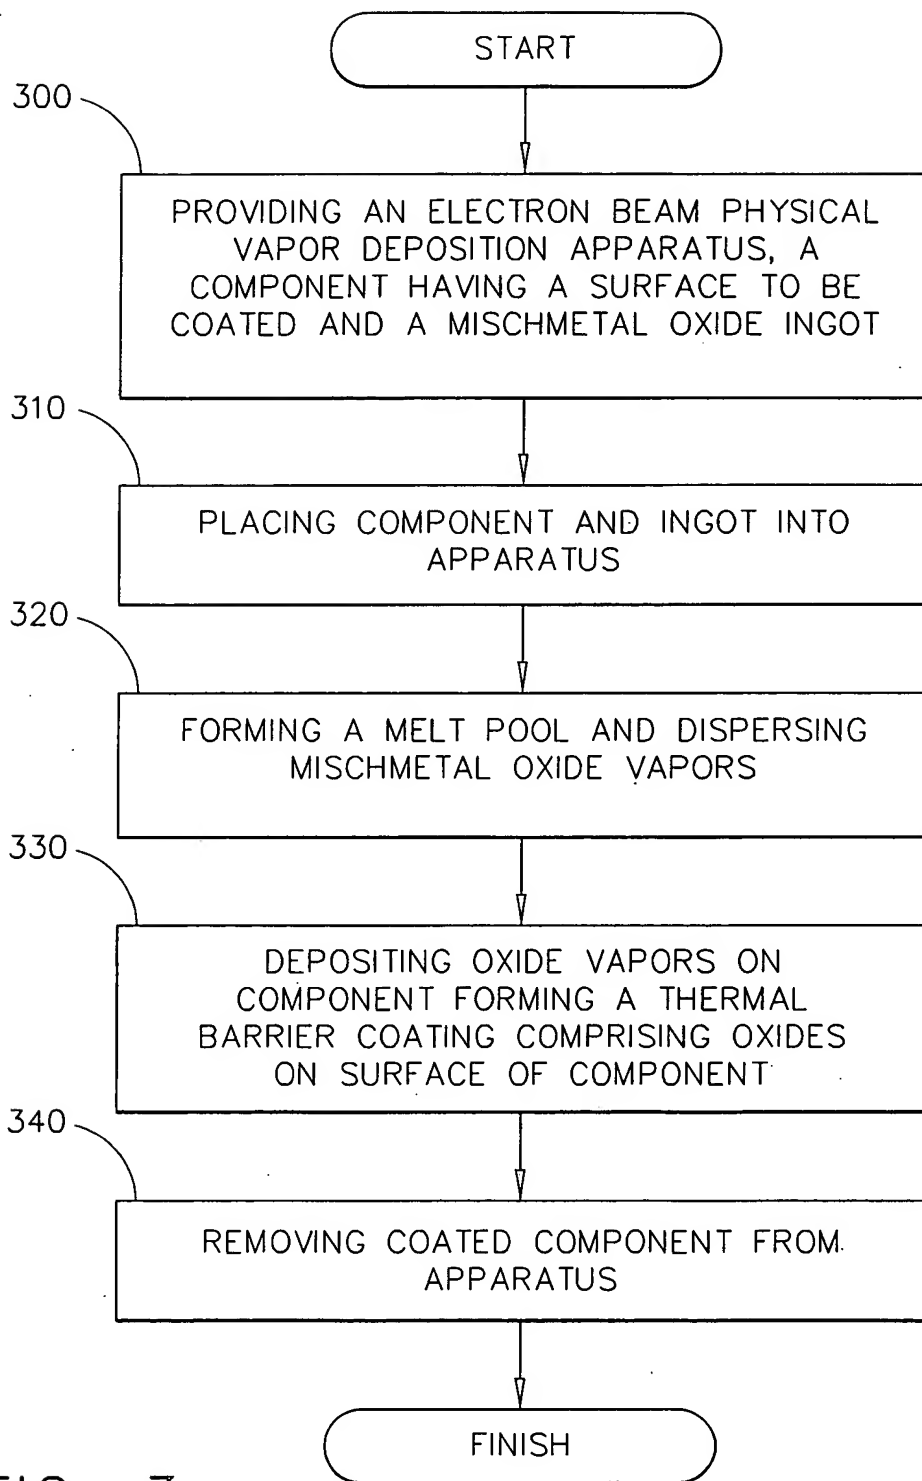 START
300
PROVIDING AN ELECTRON BEAM PHYSICAL
VAPOR DEPOSITION APPARATUS, A
COMPONENT HAVING A SURFACE TO BE
COATED AND A MISCHMETAL OXIDE INGOT
310
PLACING COMPONENT AND INGOT INTO
APPARATUS
320
FORMING A MELT POOL AND DISPERSING
MISCHMETAL OXIDE VAPORS
330
DEPOSITING OXIDE VAPORS ON
COMPONENT FORMING A THERMAL
BARRIER COATING COMPRISING OXIDES
ON SURFACE OF COMPONENT
340
REMOVING COATED COMPONENT FROM
APPARATUS
FINISH